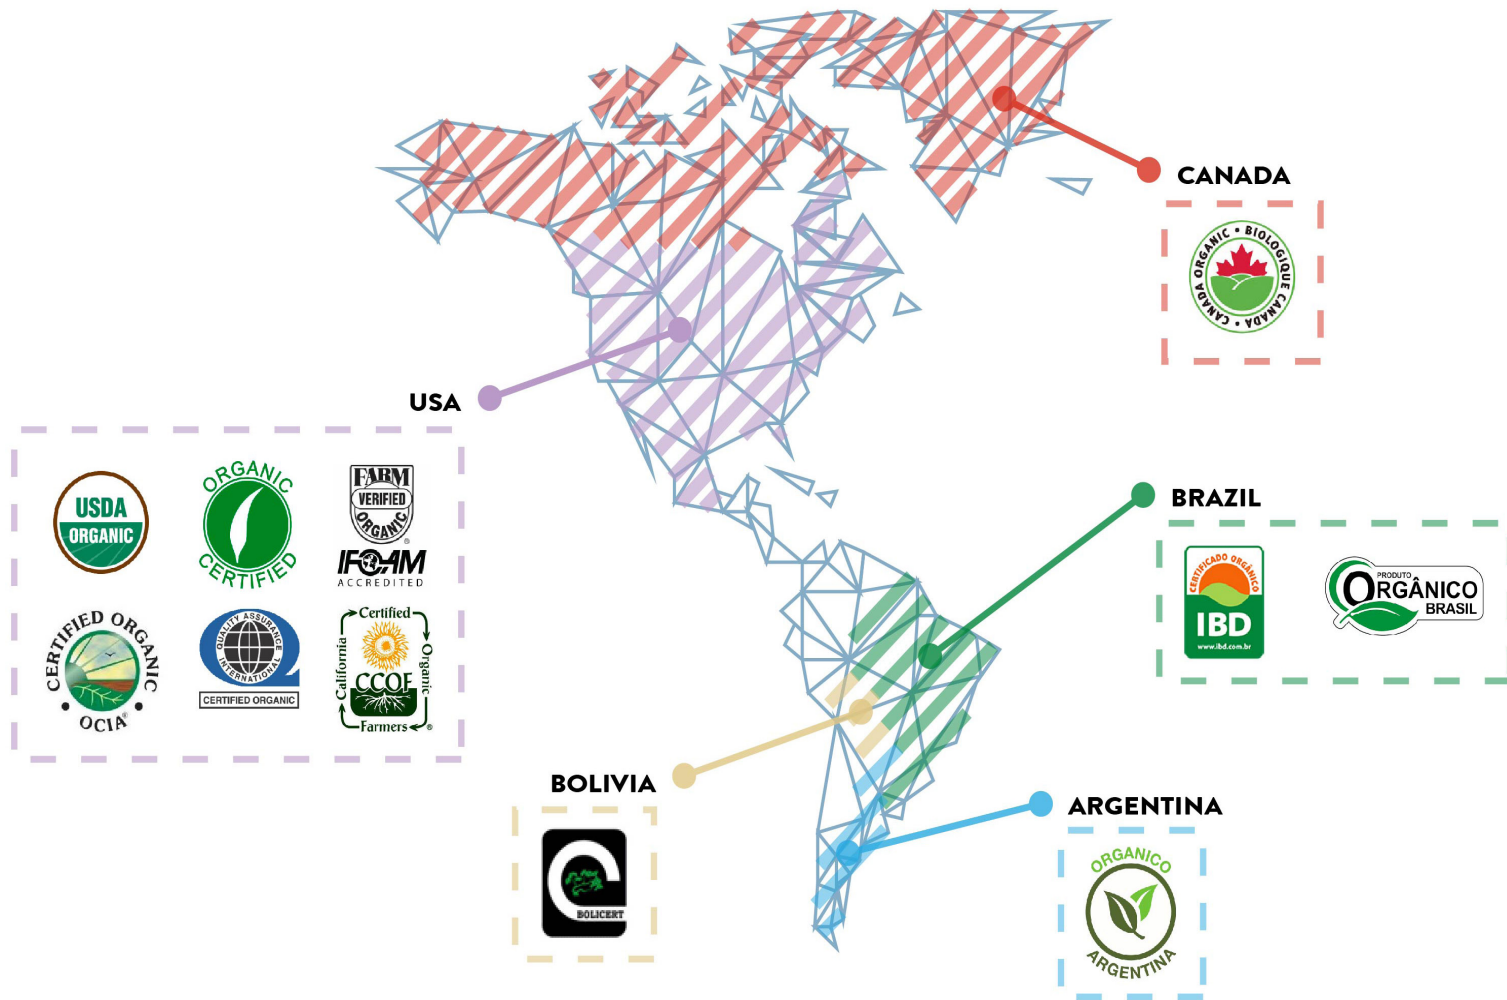 CANADA
CANADA ORGANIC • BIOLOGIQUE CANADA •
USA
USDA
ORGANIC
ORGANIC
CERTIFIED
FARM
VERIFIED
ORGANIC
®
IFOAM
ACCREDITED
CERTIFIED ORGANIC
• OCIA® •
QUALITY ASSURANCE
INTERNATIONAL
CERTIFIED ORGANIC
Certified
Organic
California
CCOF
Farmers ®
BRAZIL
CERTIFICADO ORGÂNICO
IBD
www.ibd.com.br
PRODUTO
ORGÂNICO
BRASIL
BOLIVIA
BOLICERT
ARGENTINA
ORGANICO
ARGENTINA